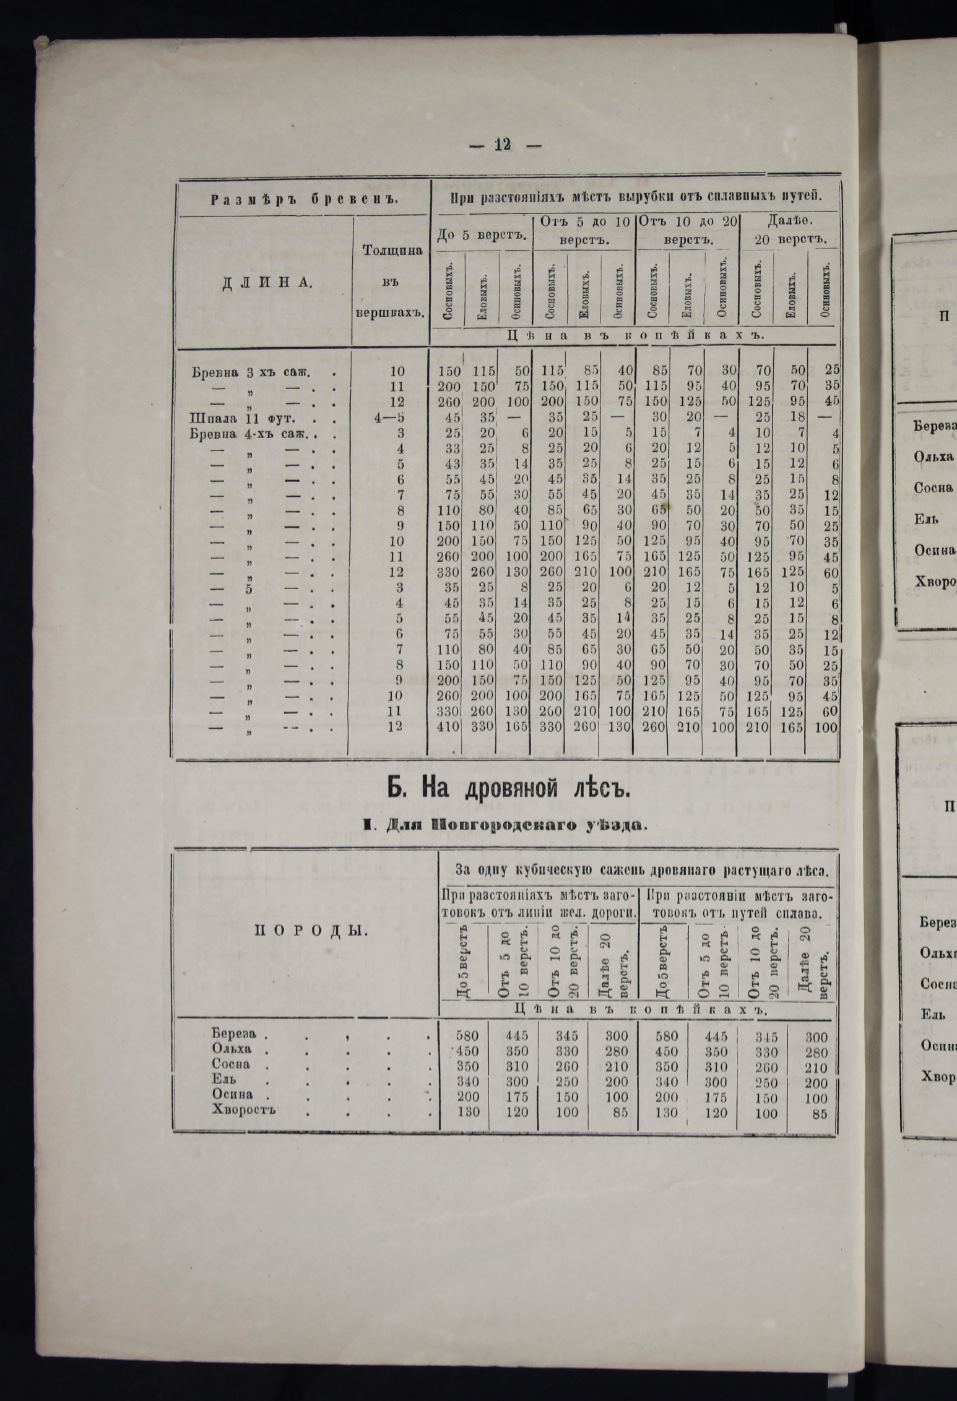 — 12 —
Размѣръ бревенъ.
При разстояніяхъ мѣстъ вырубки отъ сплавныхъ путей.
ДЛИНА.
Толщина
въ
вершкахъ.
До 5 верстъ.
Отъ 5 до 10
верстъ.
Отъ 10 до 20
верстъ.
Далѣе.
20 верстъ.
Сосновыхъ. Еловыхъ. Осиновыхъ. Сосновыхъ. Еловыхъ. Осиновыхъ. Сосновыхъ. Еловыхъ. Осиновыхъ. Сосновыхъ. Еловыхъ. Осиновыхъ.
Цѣна въ копѣйкахъ.
Бревна 3 хъ саж. . 10 150 115 50 115 85 40 85 70 30 70 50 25
— „ — . . 11 200 150 75 150 115 50 115 95 40 95 70 35
— „ — . . 12 260 200 100 200 150 75 150 125 50 125 95 45
Шпала 11 фут. . . 4—5 45 35 — 35 25 — 30 20 — 25 18 —
Бревна 4-хъ саж. . . 3 25 20 6 20 15 5 15 7 4 10 7 4
— „ — . . 4 33 25 8 25 20 6 20 12 5 12 10 5
— „ — . . 5 43 35 14 35 25 8 25 15 6 15 12 6
— „ — . . 6 55 45 20 45 35 14 35 25 8 25 15 8
— „ — . . 7 75 55 30 55 45 20 45 35 14 35 25 12
— „ — . . 8 110 80 40 85 65 30 65 50 20 50 35 15
— „ — . . 9 150 110 50 110 90 40 90 70 30 70 50 25
— „ — . . 10 200 150 75 150 125 50 125 95 40 95 70 35
— „ — . . 11 260 200 100 200 165 75 165 125 50 125 95 45
— „ — . . 12 330 260 130 260 210 100 210 165 75 165 125 60
— 5 — . . 3 35 25 8 25 20 6 20 12 5 12 10 5
— „ — . . 4 45 35 14 35 25 8 25 15 6 15 12 6
— „ — . . 5 55 45 20 45 35 14 35 25 8 25 15 8
— „ — . . 6 75 55 30 55 45 20 45 35 14 35 25 12
— „ — . . 7 110 80 40 85 65 30 65 50 20 50 35 15
— „ — . . 8 150 110 50 110 90 40 90 70 30 70 50 25
— „ — . . 9 200 150 75 150 125 50 125 95 40 95 70 35
— „ — . . 10 260 200 100 200 165 75 165 125 50 125 95 45
— „ — . . 11 330 260 130 260 210 100 210 165 75 165 125 60
— „ — . . 12 410 330 165 330 260 130 260 210 100 210 165 100
Б. На дровяной лѣсъ.
I. Для Новгородскаго уѣзда.
ПОРОДЫ.
За одну кубическую сажень дровянаго растущаго лѣса.
При разстояніяхъ мѣстъ заго-
товокъ отъ линіи жел. дороги.
При разстояніи мѣстъ заго-
товокъ отъ путей сплава.
До 5 верстъ Отъ 5 до 10 верстъ. Отъ 10 до 20 верстъ. Далѣе 20 верстъ. До 5 верстъ Отъ 5 до 10 верстъ Отъ 10 до 20 верстъ. Далѣе 20 верстъ.
Цѣна въ копѣйкахъ.
Береза . . , . . 580 445 345 300 580 445 345 300
Ольха . . . . . 450 350 330 280 450 350 330 280
Сосна . . . . . 350 310 260 210 350 310 260 210
Ель . . . . 340 300 250 200 340 300 250 200
Осина . . . . . 200 175 150 100 200 175 150 100
Хворостъ . . . . 130 120 100 85 130 120 100 85
П
Береза
Ольха
Сосна
Ель
Осина
Хворо
П
Берез
Ольха
Сосна
Ель
Осина
Хвор